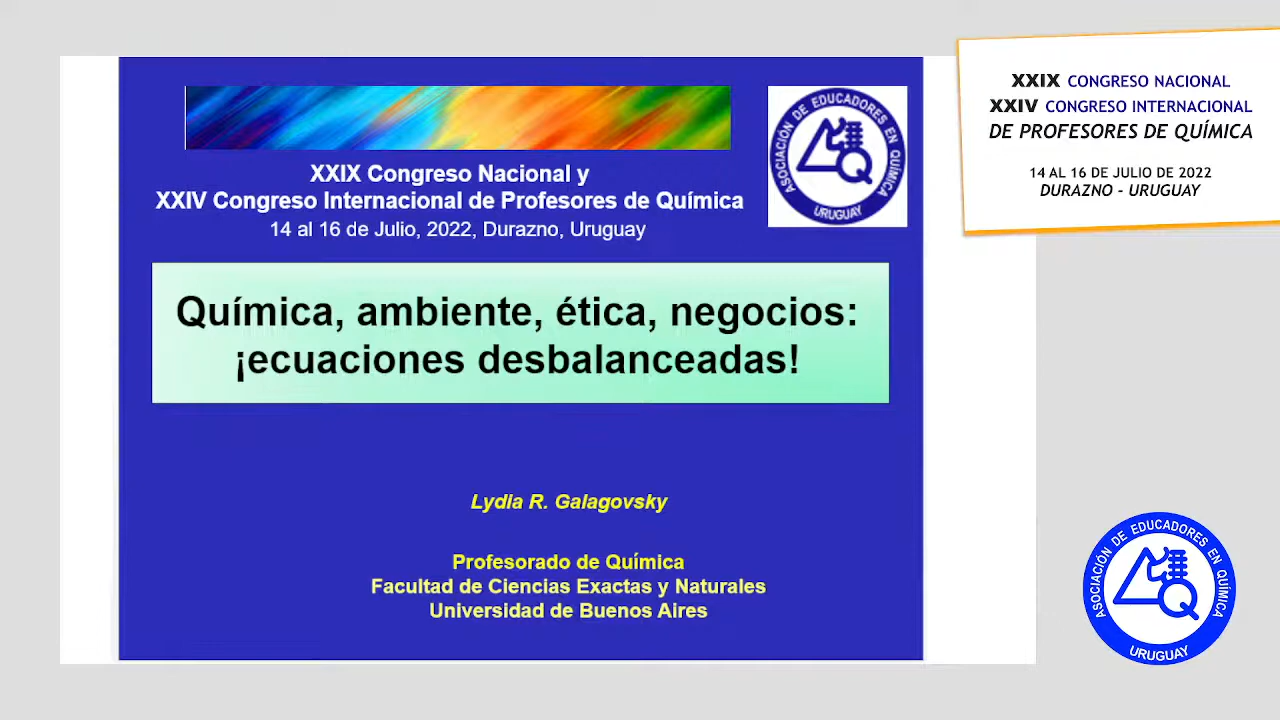 XXIX Congreso Nacional y
XXIV Congreso Internacional de Profesores de Química
14 al 16 de Julio, 2022, Durazno, Uruguay
ASOCIACIÓN DE EDUCADORES EN QUÍMICA
URUGUAY
Química, ambiente, ética, negocios:
¡ecuaciones desbalanceadas!
Lydia R. Galagovsky
Profesorado de Química
Facultad de Ciencias Exactas y Naturales
Universidad de Buenos Aires
XXIX CONGRESO NACIONAL
XXIV CONGRESO INTERNACIONAL
DE PROFESORES DE QUÍMICA
14 AL 16 DE JULIO DE 2022
DURAZNO - URUGUAY
ASOCIACIÓN DE EDUCADORES EN QUÍMICA
URUGUAY